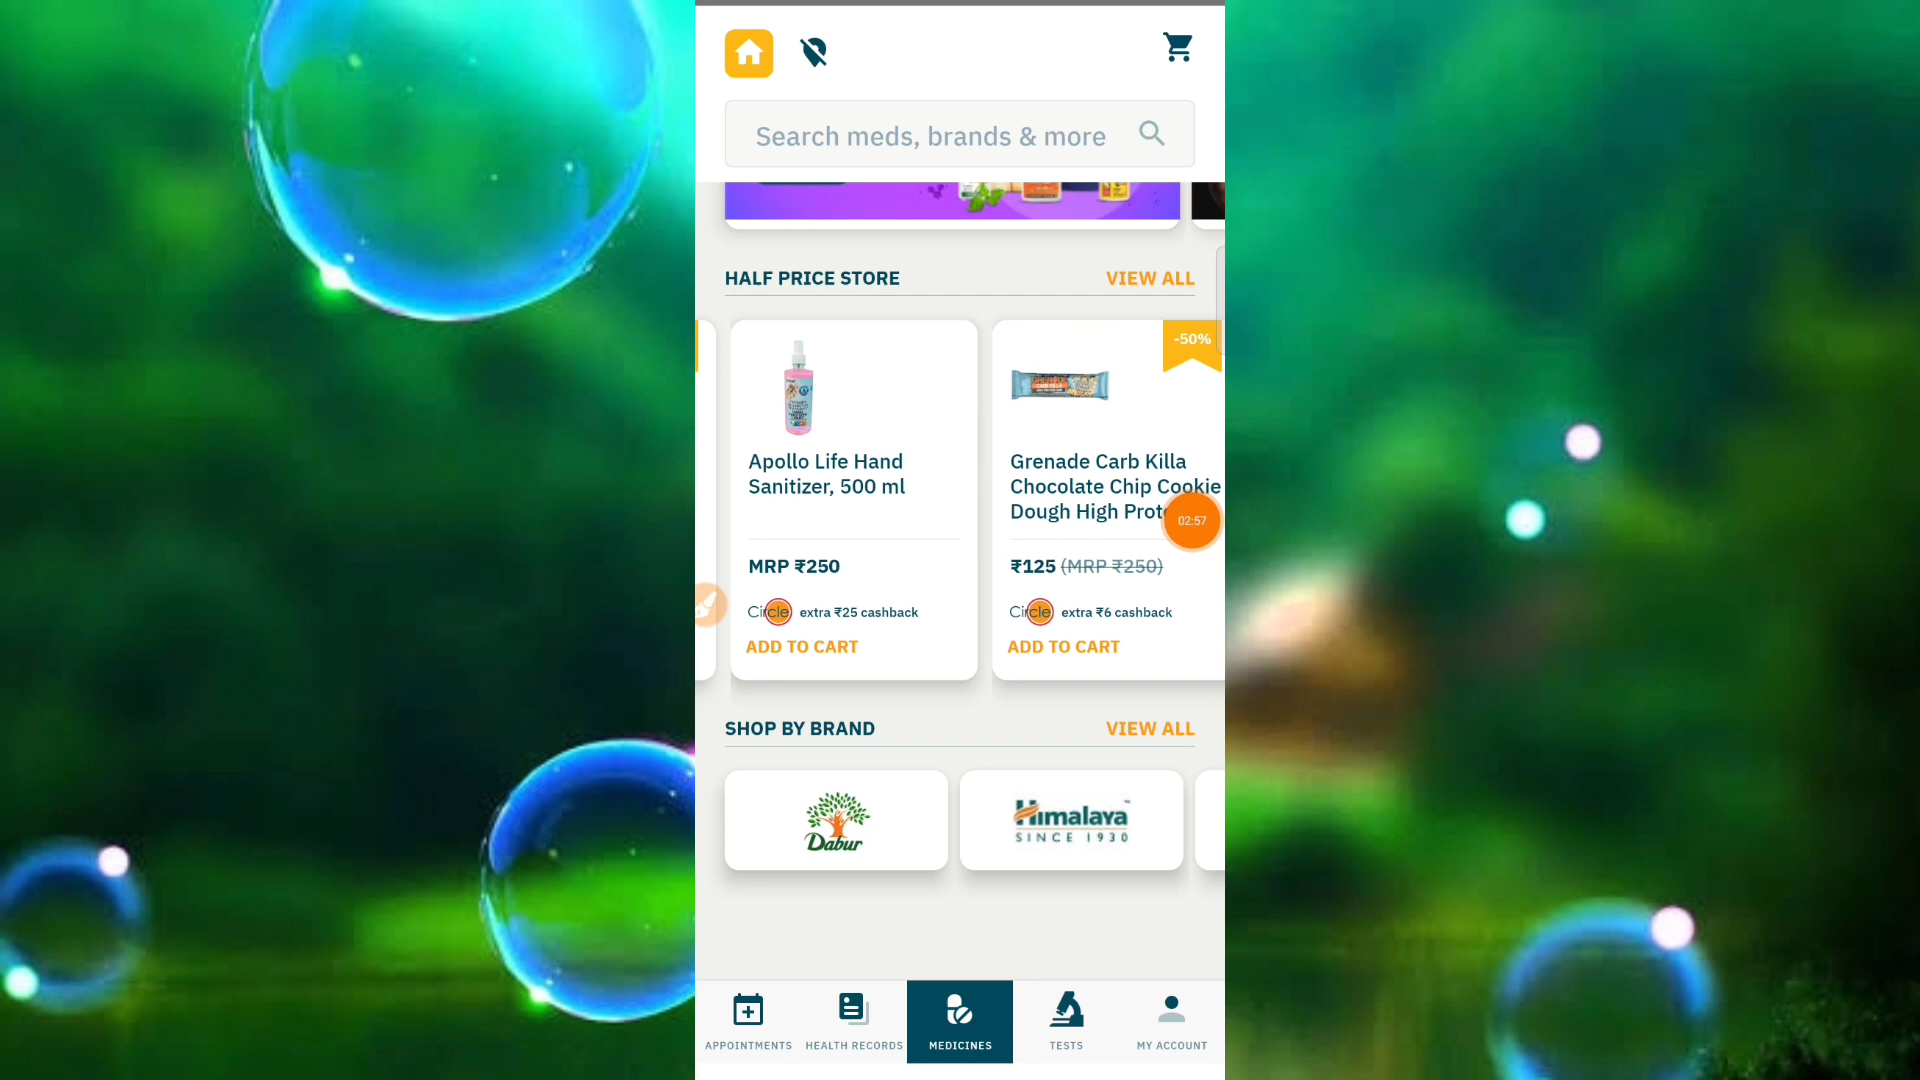 Search meds, brands & more
HALF PRICE STORE
VIEW ALL
-50%
Apollo Life Hand
Sanitizer, 500 ml
MRP ₹250
Circle extra ₹25 cashback
ADD TO CART
GRENADE
Grenade Carb Killa
Chocolate Chip Cookie
Dough High Prot
02:57
₹125 (MRP ₹250)
Circle extra ₹6 cashback
ADD TO CART
SHOP BY BRAND
VIEW ALL
Dabur
Himalaya
SINCE 1930
APPOINTMENTS
HEALTH RECORDS
MEDICINES
TESTS
MY ACCOUNT